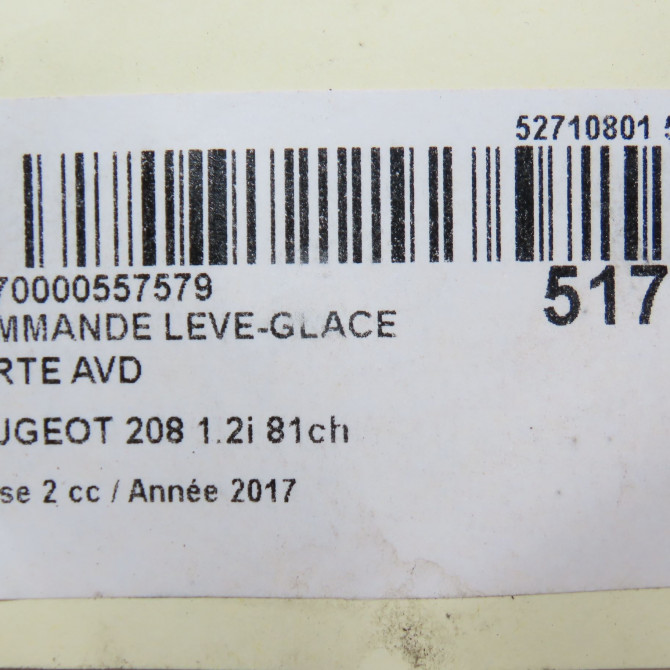 52710801 5
70000557579
517
MMANDE LEVE-GLACE
RTE AVD
UGEOT 208 1.2i 81ch
se 2 cc / Année 2017